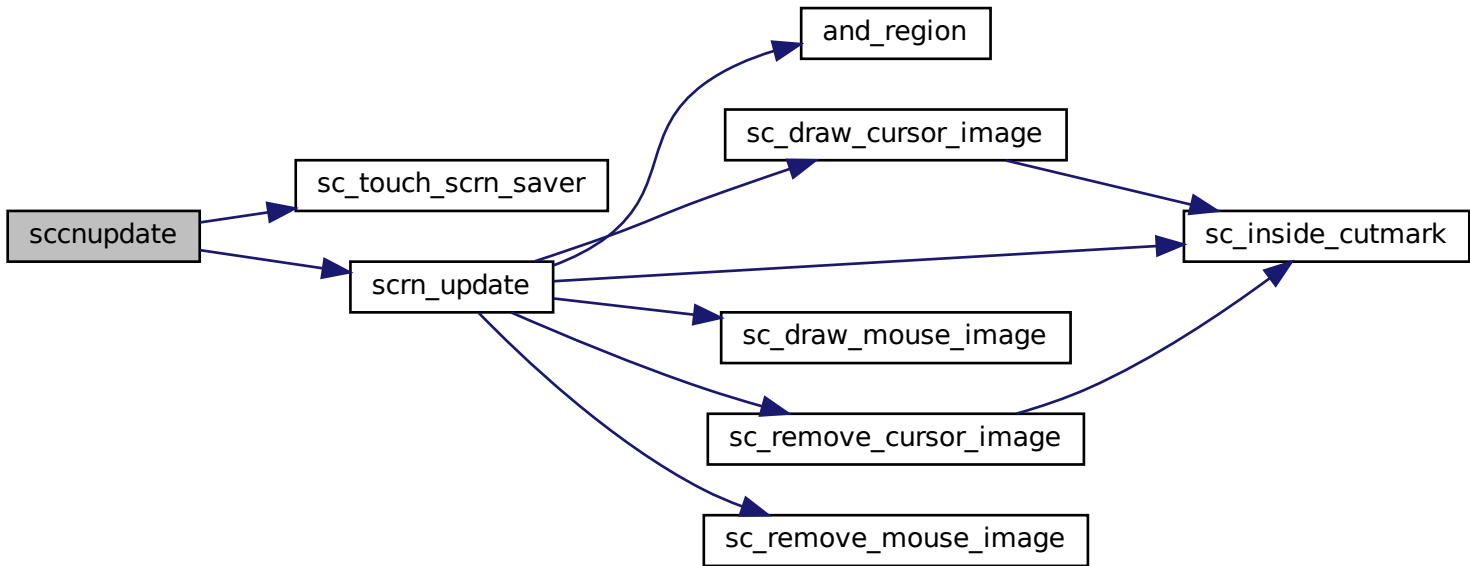 and_region
sc_draw_cursor_image
sc_touch_scrn_saver
sccnupdate
sc_inside_cutmark
scrn_update
sc_draw_mouse_image
sc_remove_cursor_image
sc_remove_mouse_image